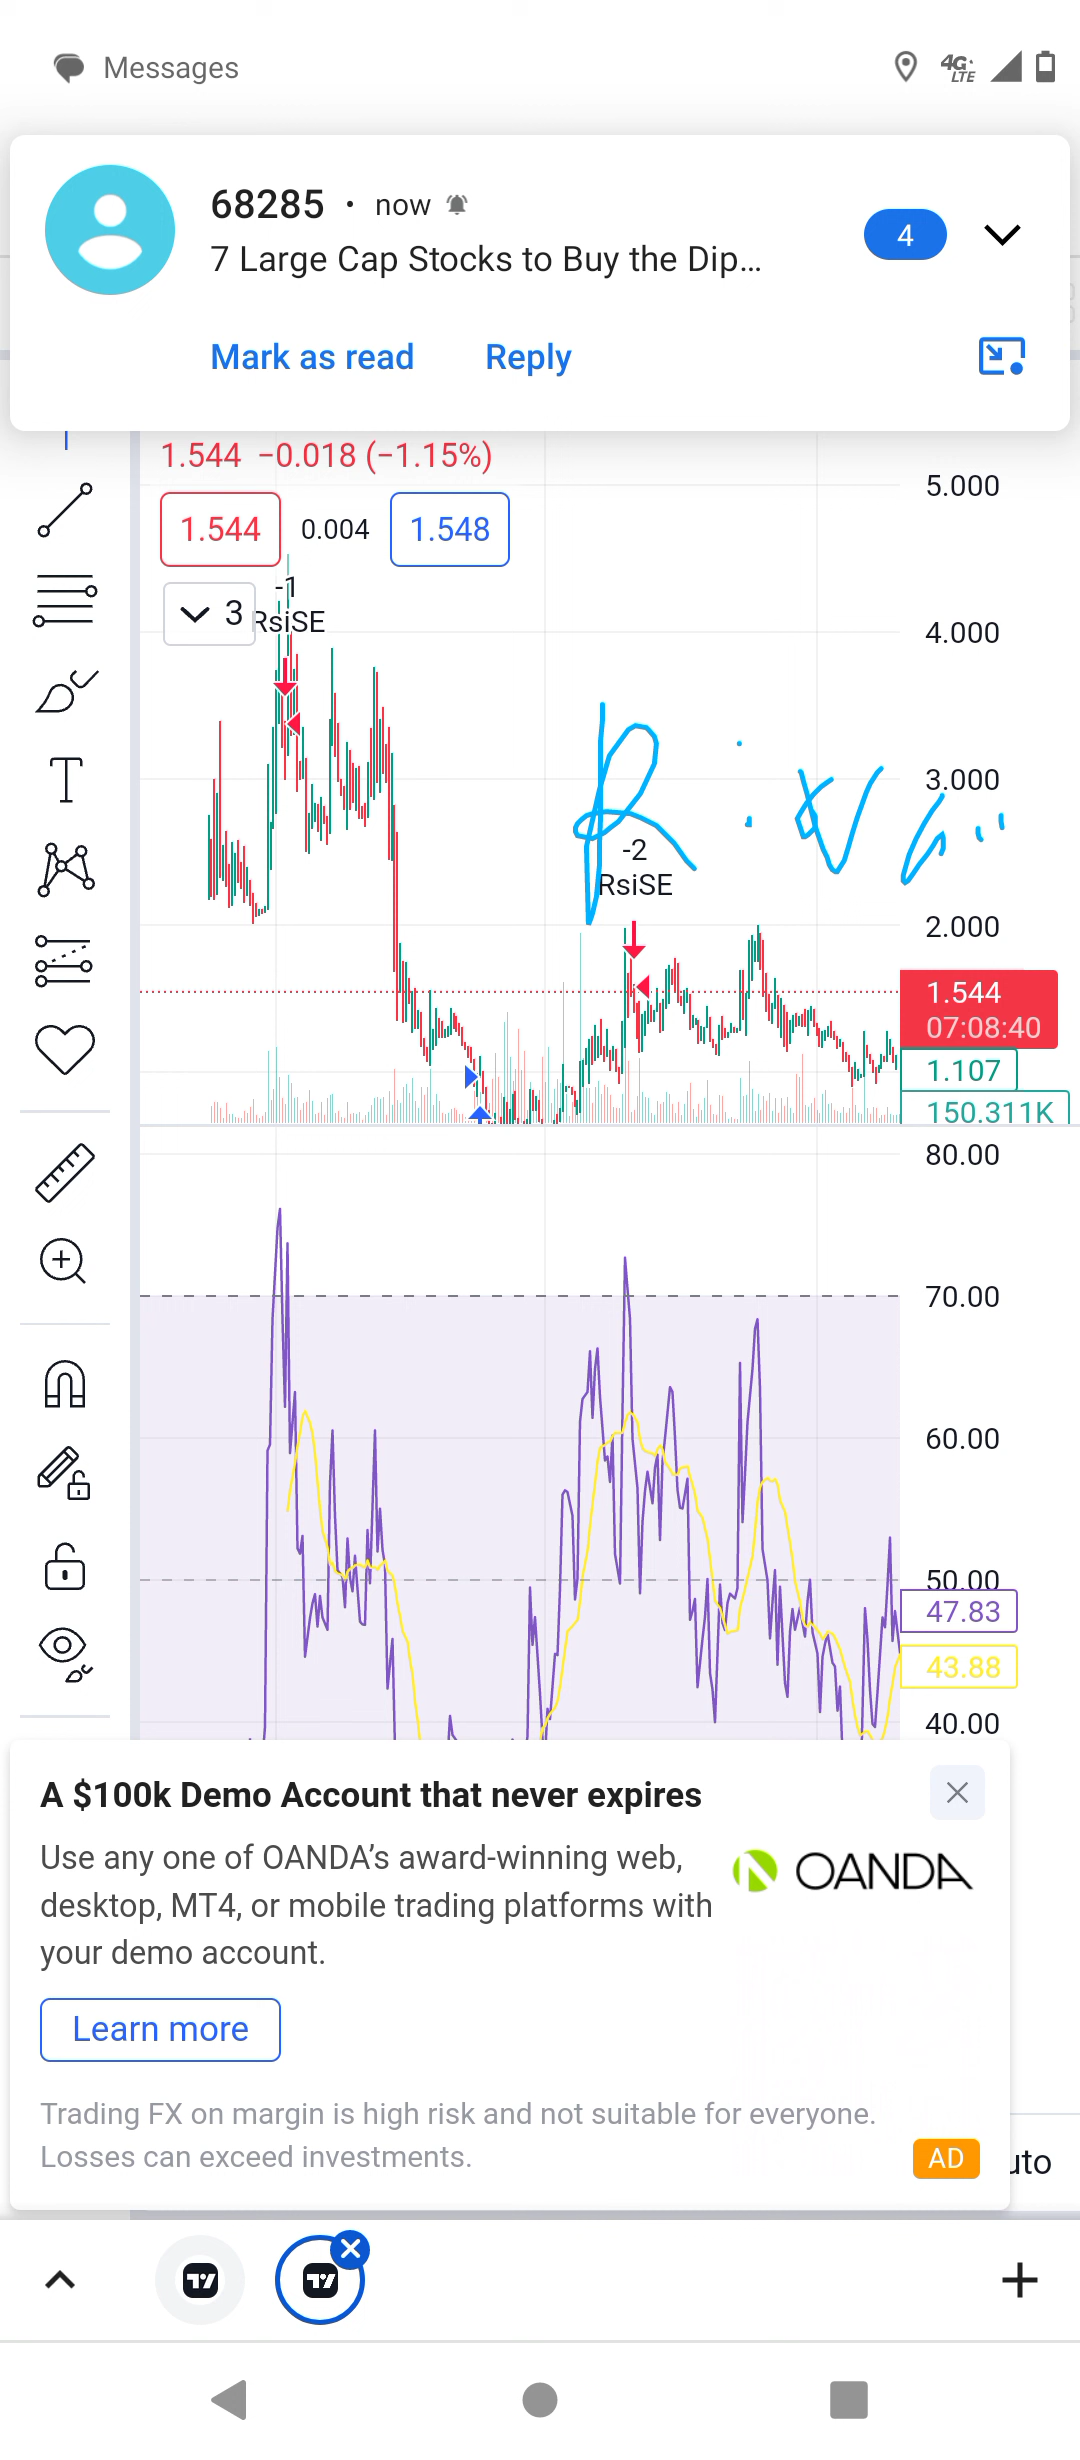 Messages
4G
LTE
68285 • now
7 Large Cap Stocks to Buy the Dip...
4
Mark as read
Reply
1.544 −0.018 (−1.15%)
1.544
0.004
1.548
3
-1
RsiSE
5.000
4.000
3.000
2.000
-2
RsiSE
1.544
07:08:40
1.107
150.311K
80.00
70.00
60.00
50.00
47.83
43.88
40.00
A $100k Demo Account that never expires
Use any one of OANDA’s award-winning web,
desktop, MT4, or mobile trading platforms with
your demo account.
OANDA
Learn more
Trading FX on margin is high risk and not suitable for everyone.
Losses can exceed investments.
AD
uto